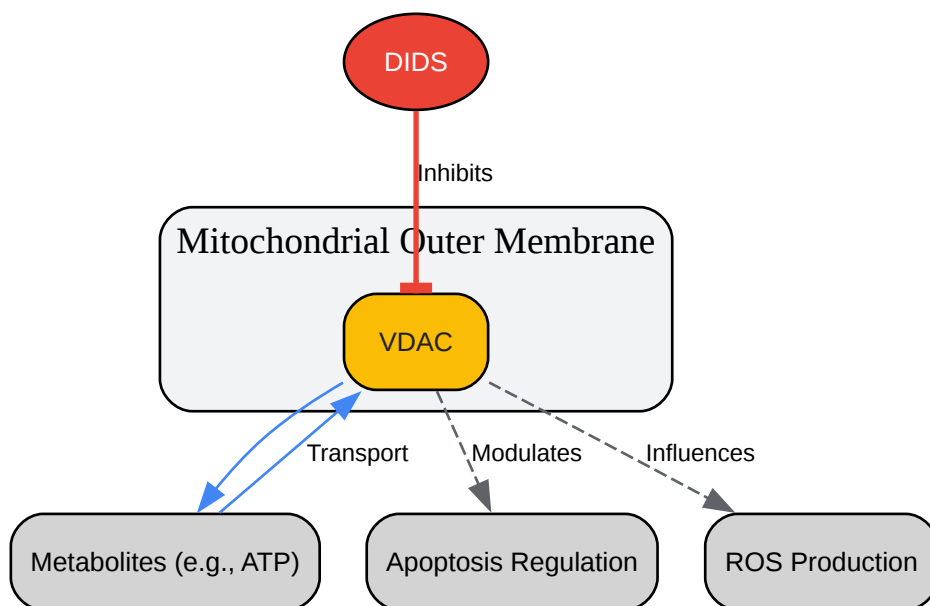 DIDS
Inhibits
Mitochondrial Outer Membrane
VDAC
Transport
Modulates
Influences
Metabolites (e.g., ATP)
Apoptosis Regulation
ROS Production